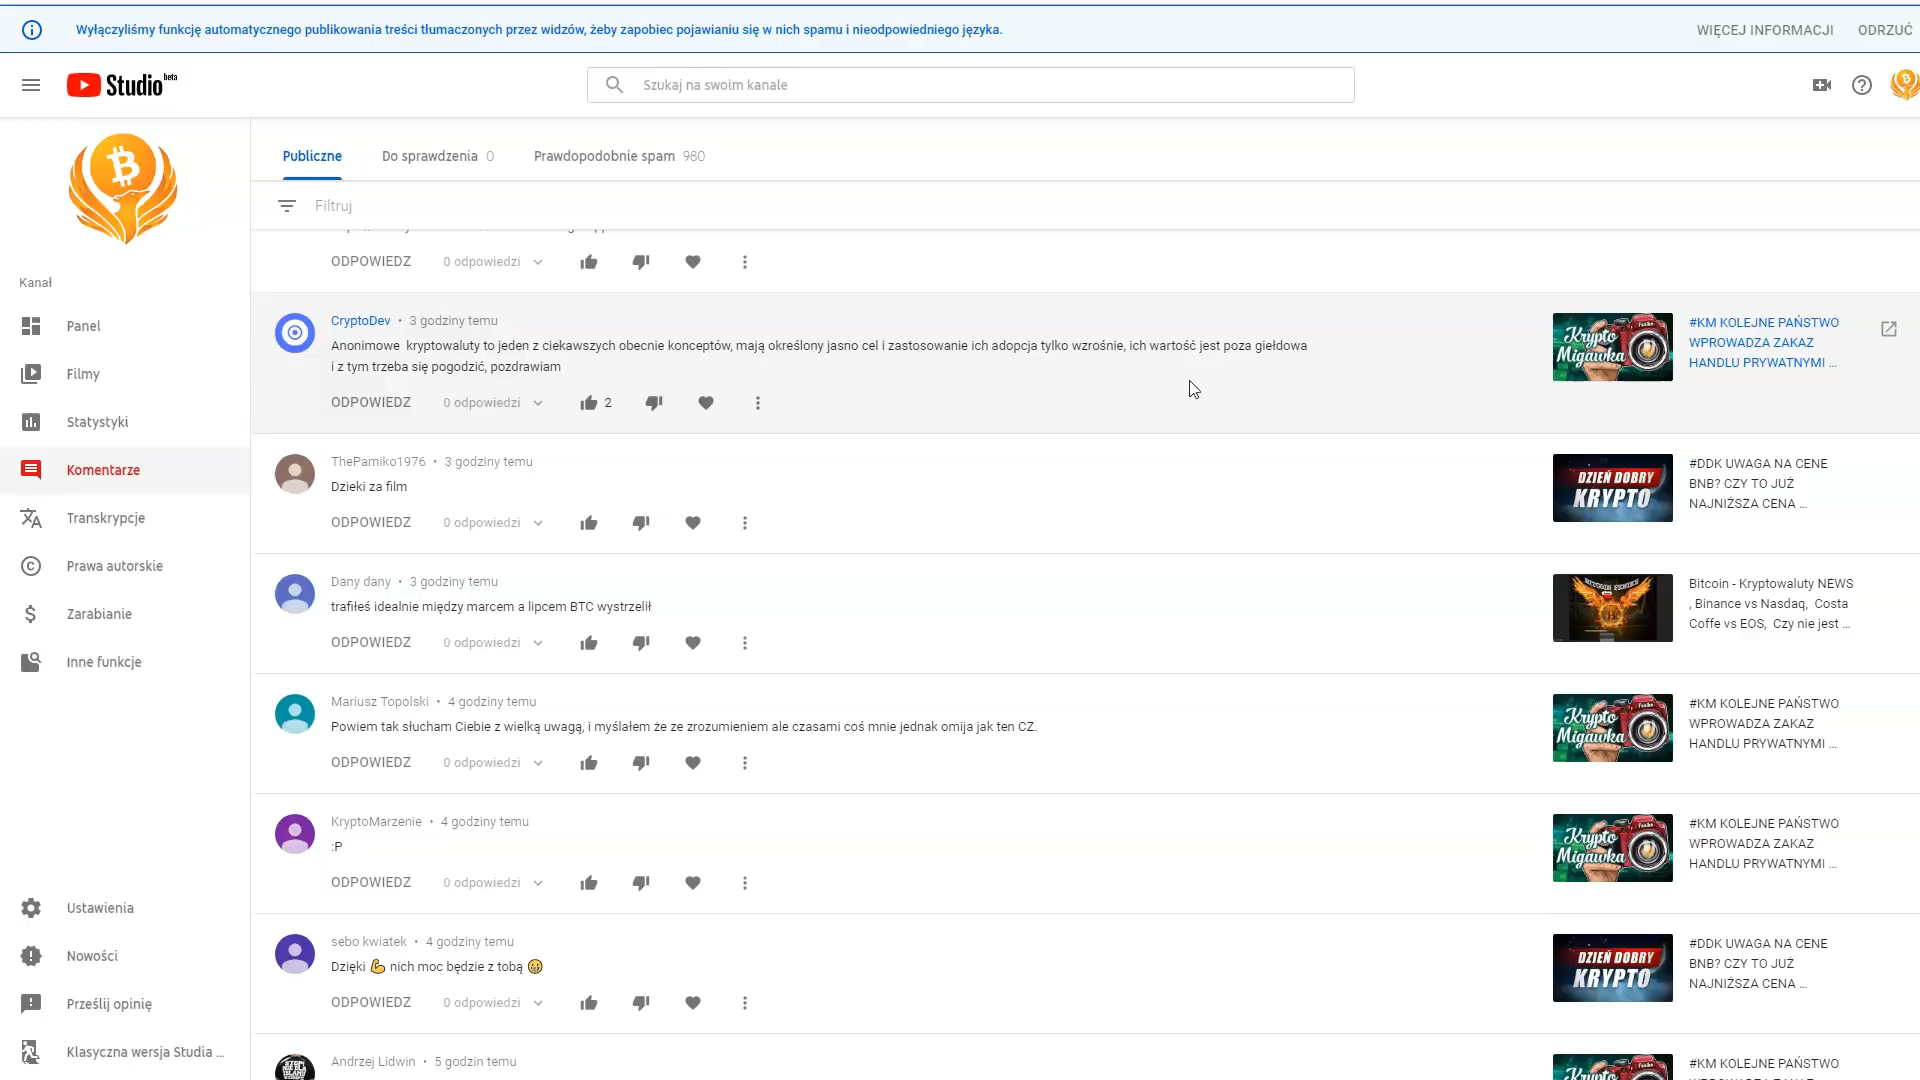 Wyłączyliśmy funkcję automatycznego publikowania treści tłumaczonych przez widzów, żeby zapobiec pojawianiu się w nich spamu i nieodpowiedniego języka.
WIĘCEJ INFORMACJI
ODRZUĆ
Studio beta
Szukaj na swoim kanale
Kanał
Panel
Filmy
Statystyki
Komentarze
Transkrypcje
Prawa autorskie
Zarabianie
Inne funkcje
Ustawienia
Nowości
Prześlij opinię
Klasyczna wersja Studia ...
Publiczne
Do sprawdzenia 0
Prawdopodobnie spam 980
Filtruj
ODPOWIEDZ 0 odpowiedzi
CryptoDev • 3 godziny temu
Anonimowe kryptowaluty to jeden z ciekawszych obecnie konceptów, mają określony jasno cel i zastosowanie ich adopcja tylko wzrośnie, ich wartość jest poza giełdowa
i z tym trzeba się pogodzić, pozdrawiam
ODPOWIEDZ 0 odpowiedzi 2
Krypto
Migawka
#KM KOLEJNE PAŃSTWO
WPROWADZA ZAKAZ
HANDLU PRYWATNYMI ...
ThePamiko1976 • 3 godziny temu
Dzieki za film
ODPOWIEDZ 0 odpowiedzi
DZIEŃ DOBRY
KRYPTO
#DDK UWAGA NA CENE
BNB? CZY TO JUŻ
NAJNIŻSZA CENA ...
Dany dany • 3 godziny temu
trafiłeś idealnie między marcem a lipcem BTC wystrzelił
ODPOWIEDZ 0 odpowiedzi
Bitcoin - Kryptowaluty NEWS
, Binance vs Nasdaq, Costa
Coffe vs EOS, Czy nie jest ...
Mariusz Topolski • 4 godziny temu
Powiem tak słucham Ciebie z wielką uwagą, i myślałem że ze zrozumieniem ale czasami coś mnie jednak omija jak ten CZ.
ODPOWIEDZ 0 odpowiedzi
Krypto
Migawka
#KM KOLEJNE PAŃSTWO
WPROWADZA ZAKAZ
HANDLU PRYWATNYMI ...
KryptoMarzenie • 4 godziny temu
:P
ODPOWIEDZ 0 odpowiedzi
Krypto
Migawka
#KM KOLEJNE PAŃSTWO
WPROWADZA ZAKAZ
HANDLU PRYWATNYMI ...
sebo kwiatek • 4 godziny temu
Dzięki 💪 nich moc będzie z tobą 😁
ODPOWIEDZ 0 odpowiedzi
DZIEŃ DOBRY
KRYPTO
#DDK UWAGA NA CENE
BNB? CZY TO JUŻ
NAJNIŻSZA CENA ...
Andrzej Lidwin • 5 godzin temu
Krypto
#KM KOLEJNE PAŃSTWO